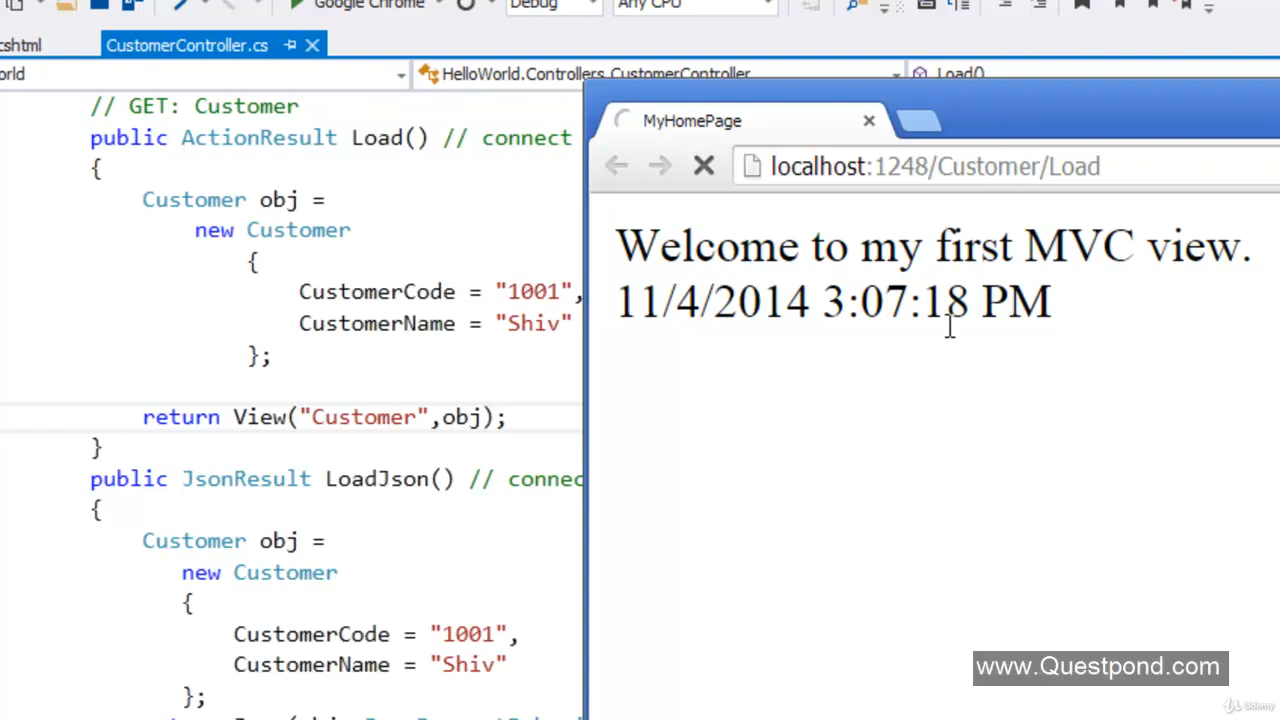 Google Chrome
Debug
Any CPU
cshtml
CustomerController.cs
orld
HelloWorld.Controllers.CustomerController
Load()
// GET: Customer
public ActionResult Load() // connect
{
Customer obj =
new Customer
{
CustomerCode = "1001",
CustomerName = "Shiv"
};
return View("Customer",obj);
}
public JsonResult LoadJson() // connec
{
Customer obj =
new Customer
{
CustomerCode = "1001",
CustomerName = "Shiv"
};
MyHomePage
localhost:1248/Customer/Load
Welcome to my first MVC view.
11/4/2014 3:07:18 PM
www.Questpond.com
Udemy